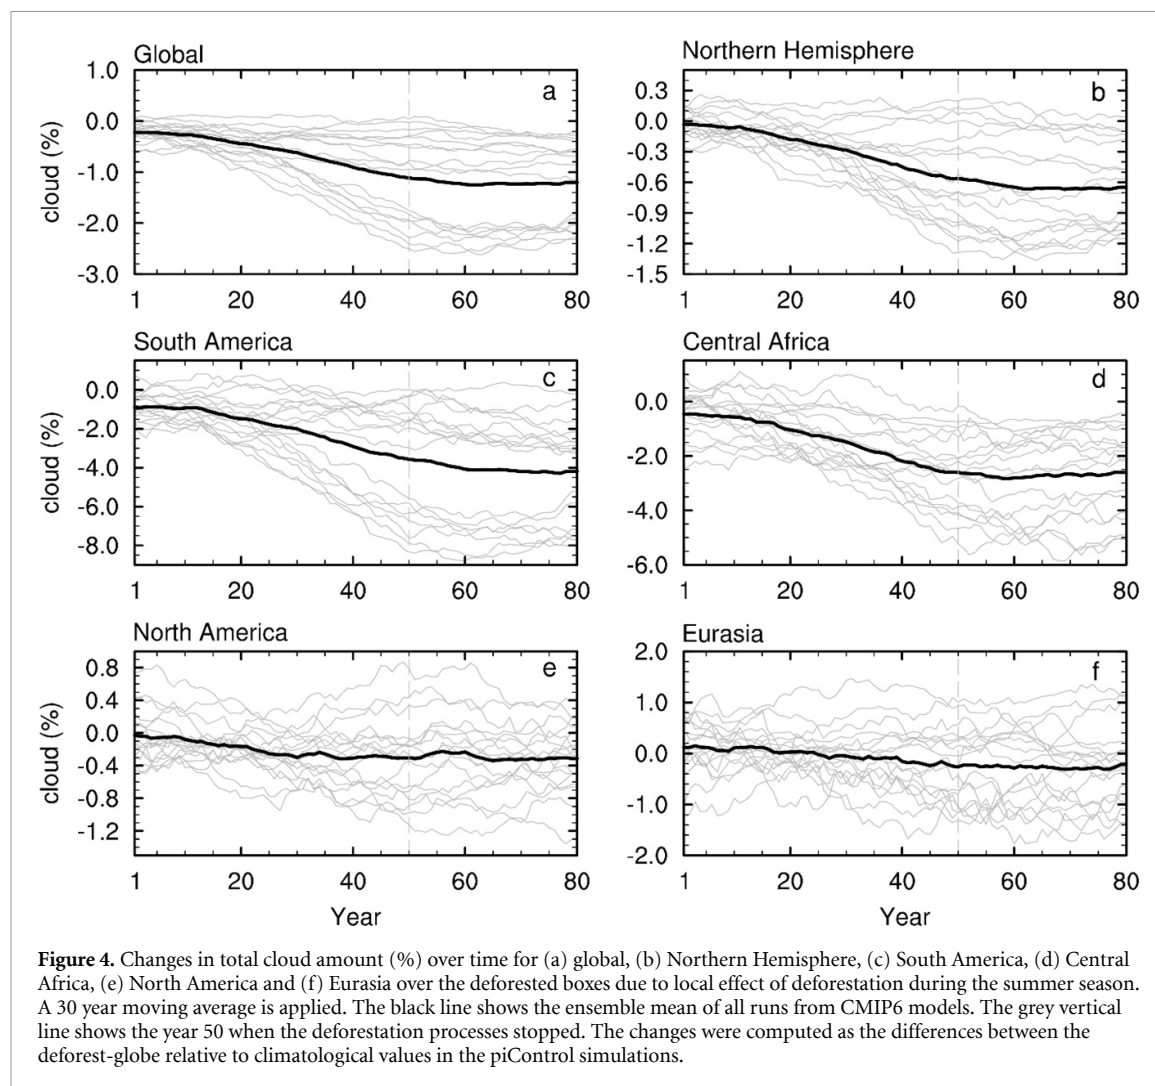 Global
Northern Hemisphere
1.0
0.0
-1.0
-2.0
-3.0
cloud (%)
a
1
20
40
60
80
0.3
0.0
-0.3
-0.6
-0.9
-1.2
-1.5
b
1
20
40
60
80
South America
Central Africa
0.0
-2.0
-4.0
-6.0
-8.0
cloud (%)
c
1
20
40
60
80
0.0
-2.0
-4.0
-6.0
d
1
20
40
60
80
North America
Eurasia
0.8
0.4
0.0
-0.4
-0.8
-1.2
cloud (%)
e
1
20
40
60
80
Year
2.0
1.0
0.0
-1.0
-2.0
f
1
20
40
60
80
Year
Figure 4. Changes in total cloud amount (%) over time for (a) global, (b) Northern Hemisphere, (c) South America, (d) Central
Africa, (e) North America and (f) Eurasia over the deforested boxes due to local effect of deforestation during the summer season.
A 30 year moving average is applied. The black line shows the ensemble mean of all runs from CMIP6 models. The grey vertical
line shows the year 50 when the deforestation processes stopped. The changes were computed as the differences between the
deforest-globe relative to climatological values in the piControl simulations.